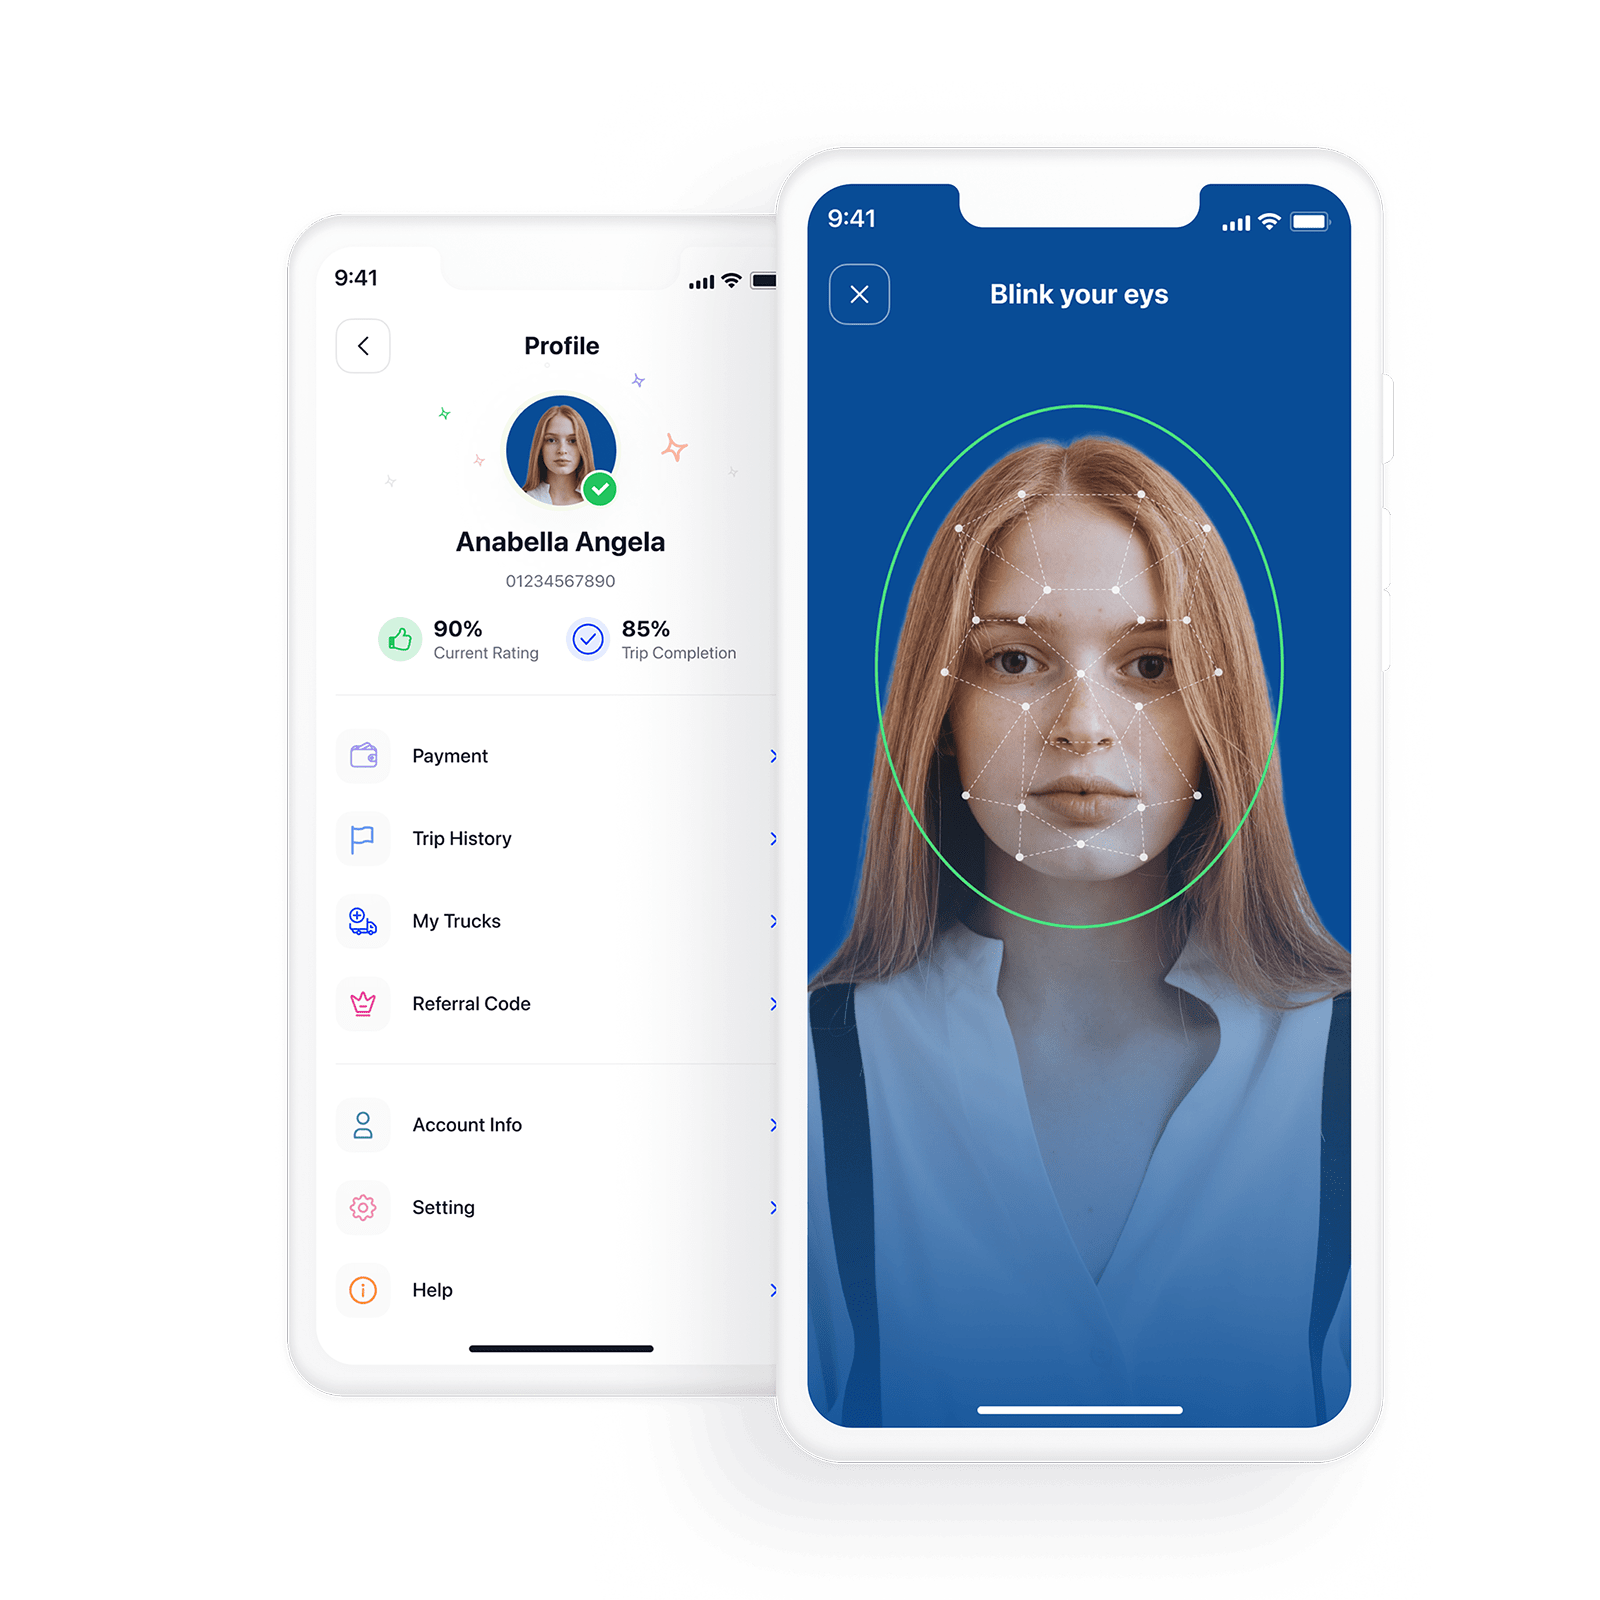 9:41
Profile
Anabella Angela
01234567890
90%
Current Rating
85%
Trip Completion
Payment
Trip History
My Trucks
Referral Code
Account Info
Setting
Help
9:41
Blink your eys